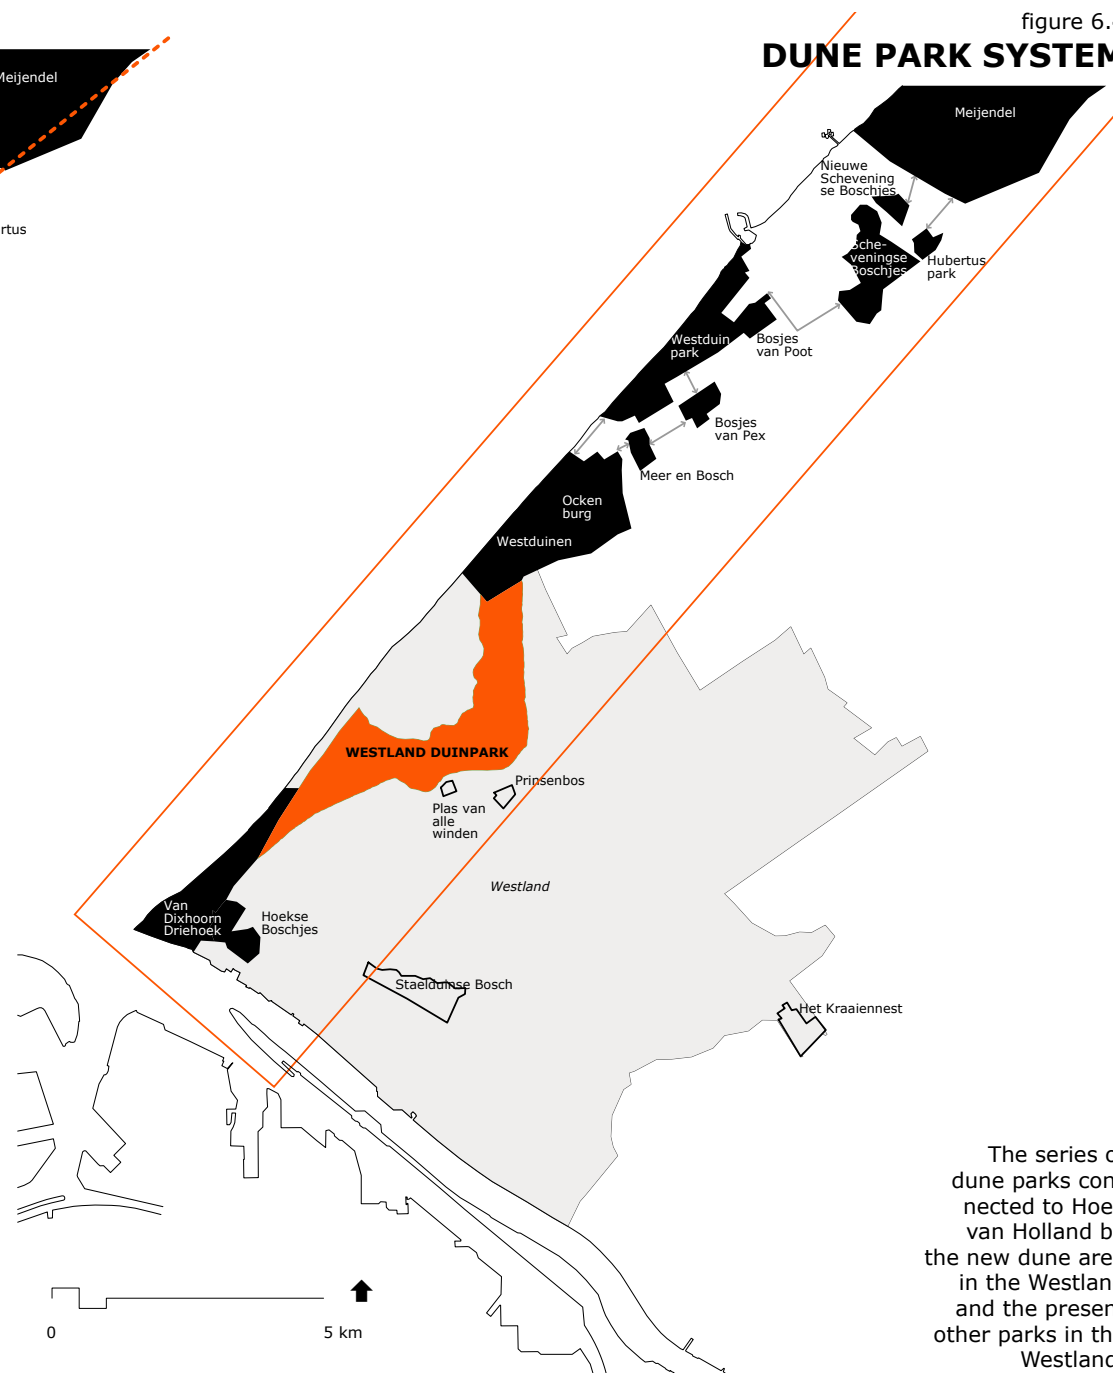 figure 6.
DUNE PARK SYSTEM
Meijendel
rtus
Meijendel
Nieuwe
Schevening
se Boschjes
Sche-
veningse
Boschjes
Hubertus
park
Westduin
park
Bosjes
van Poot
Bosjes
van Pex
Meer en Bosch
Ocken
burg
Westduinen
WESTLAND DUINPARK
Prinsenbos
Plas van
alle
winden
Westland
Van
Dixhoorn
Driehoek
Hoekse
Boschjes
Staelduinse Bosch
Het Kraaiennest
The series o
dune parks con
nected to Hoe
van Holland b
the new dune are
in the Westlan
and the presen
other parks in th
Westland
0
5 km